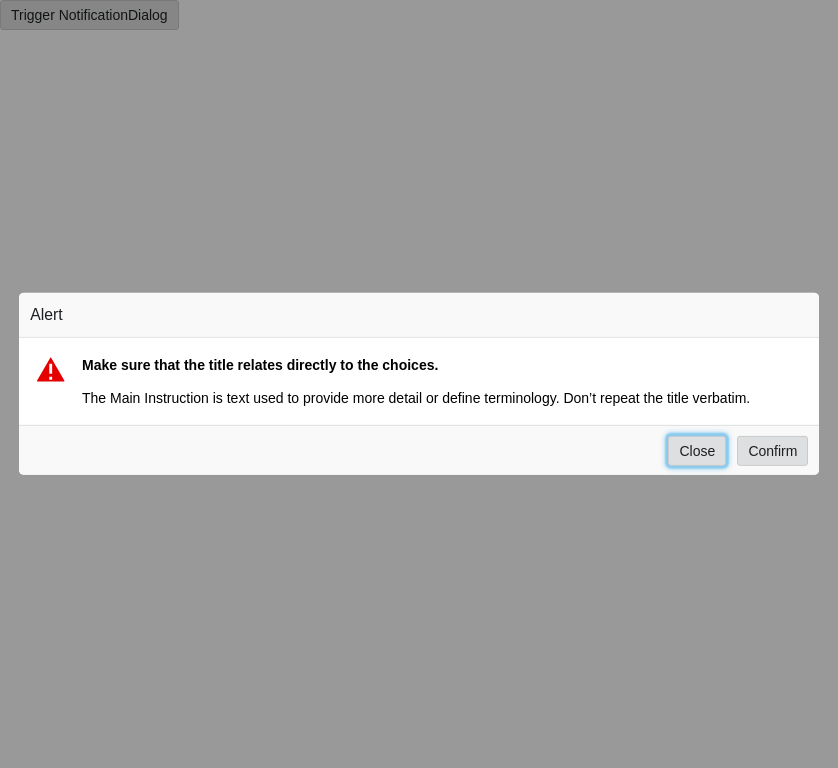 Trigger NotificationDialog
Alert
Make sure that the title relates directly to the choices.
The Main Instruction is text used to provide more detail or define terminology. Don’t repeat the title verbatim.
Close Confirm